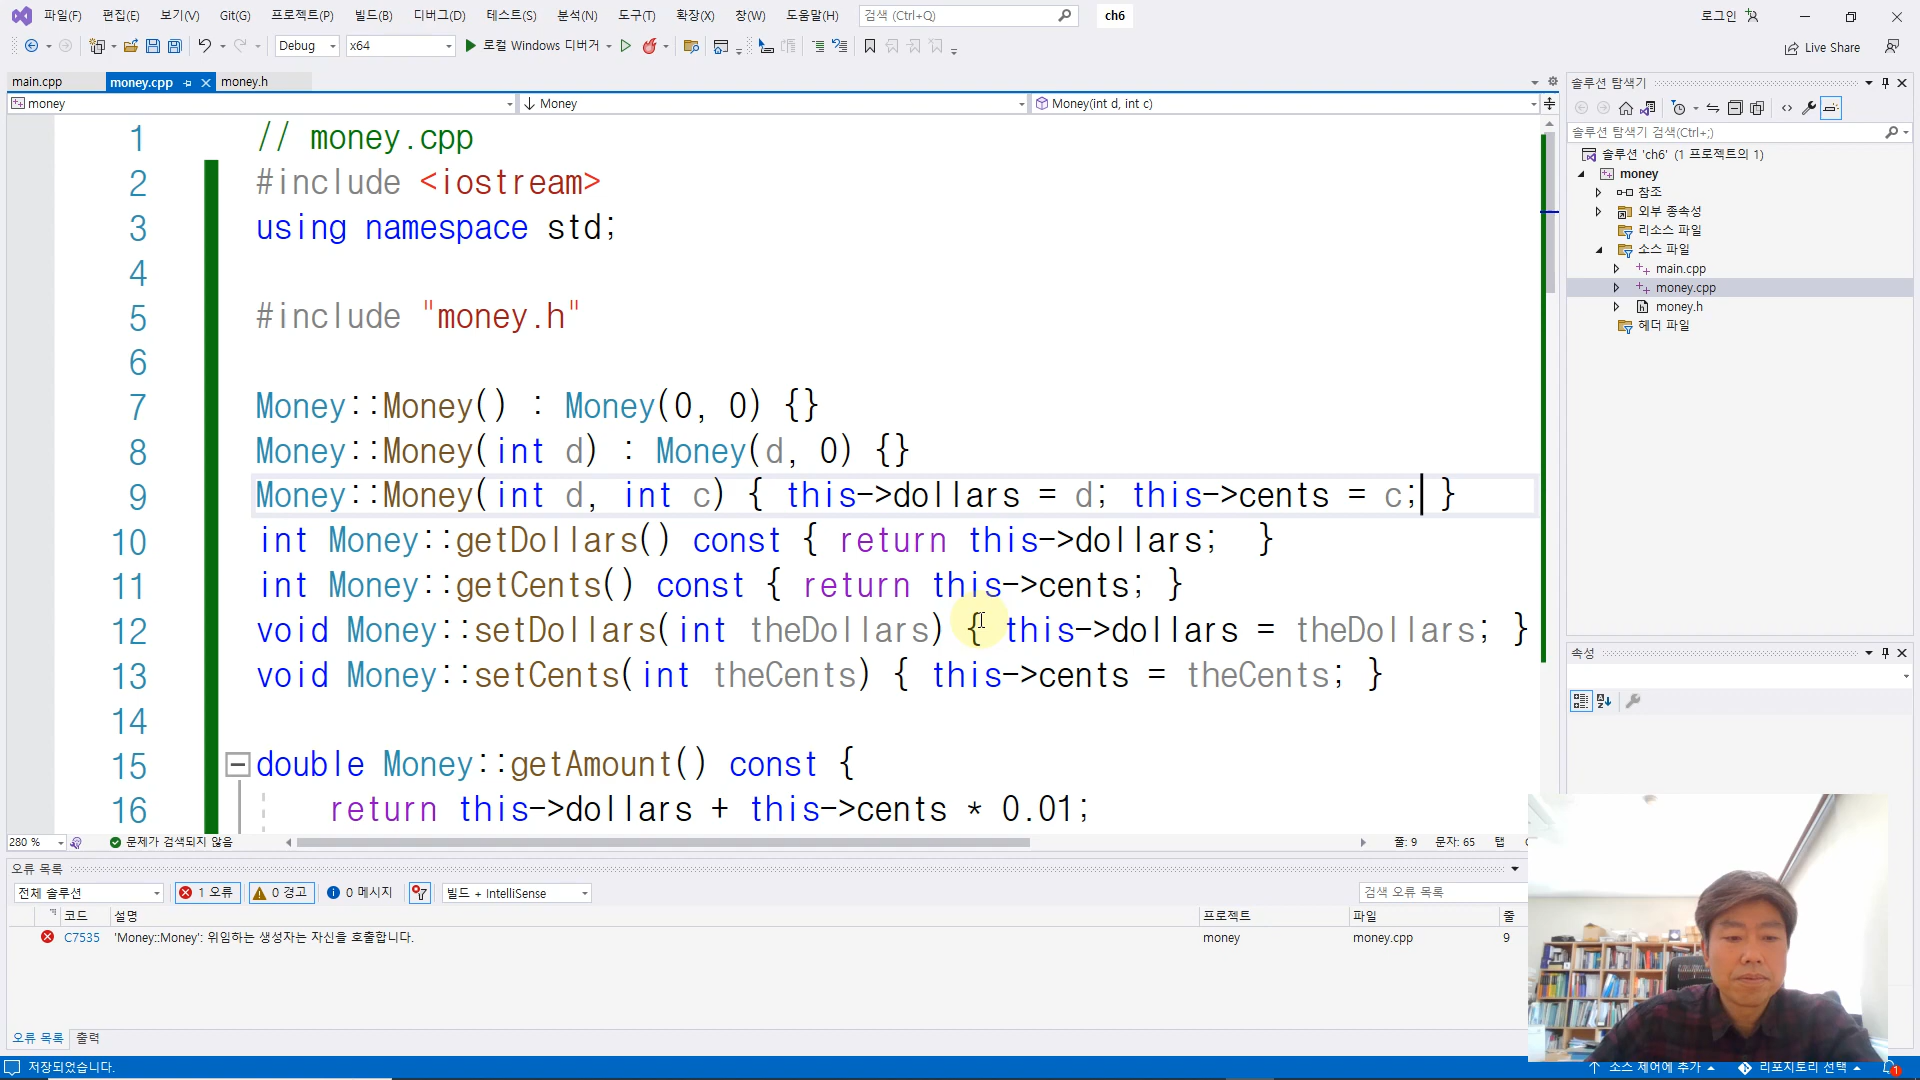 파일(F) 편집(E) 보기(V) Git(G) 프로젝트(P) 빌드(B) 디버그(D) 테스트(S) 분석(N) 도구(T) 확장(X) 창(W) 도움말(H) 검색 (Ctrl+Q) ch6 로그인
Debug x64 로컬 Windows 디버거 Live Share
main.cpp money.cpp money.h
money Money Money(int d, int c)
1 // money.cpp
2 #include <iostream>
3 using namespace std;
4
5 #include "money.h"
6
7 Money::Money() : Money(0, 0) {}
8 Money::Money(int d) : Money(d, 0) {}
9 Money::Money(int d, int c) { this->dollars = d; this->cents = c; }
10 int Money::getDollars() const { return this->dollars; }
11 int Money::getCents() const { return this->cents; }
12 void Money::setDollars(int theDollars) { this->dollars = theDollars; }
13 void Money::setCents(int theCents) { this->cents = theCents; }
14
15 double Money::getAmount() const {
16 return this->dollars + this->cents * 0.01;
280 % 문제가 검색되지 않음 줄: 9 문자: 65 탭
오류 목록
전체 솔루션 1 오류 0 경고 0 메시지 빌드 + IntelliSense 검색 오류 목록
코드 설명 프로젝트 파일 줄
C7535 'Money::Money': 위임하는 생성자는 자신을 호출합니다. money money.cpp 9
오류 목록 출력
저장되었습니다. 소스 제어에 추가 리포지토리 선택 1
솔루션 탐색기
솔루션 탐색기 검색(Ctrl+;)
솔루션 'ch6' (1 프로젝트의 1)
money
참조
외부 종속성
리소스 파일
소스 파일
main.cpp
money.cpp
money.h
헤더 파일
속성